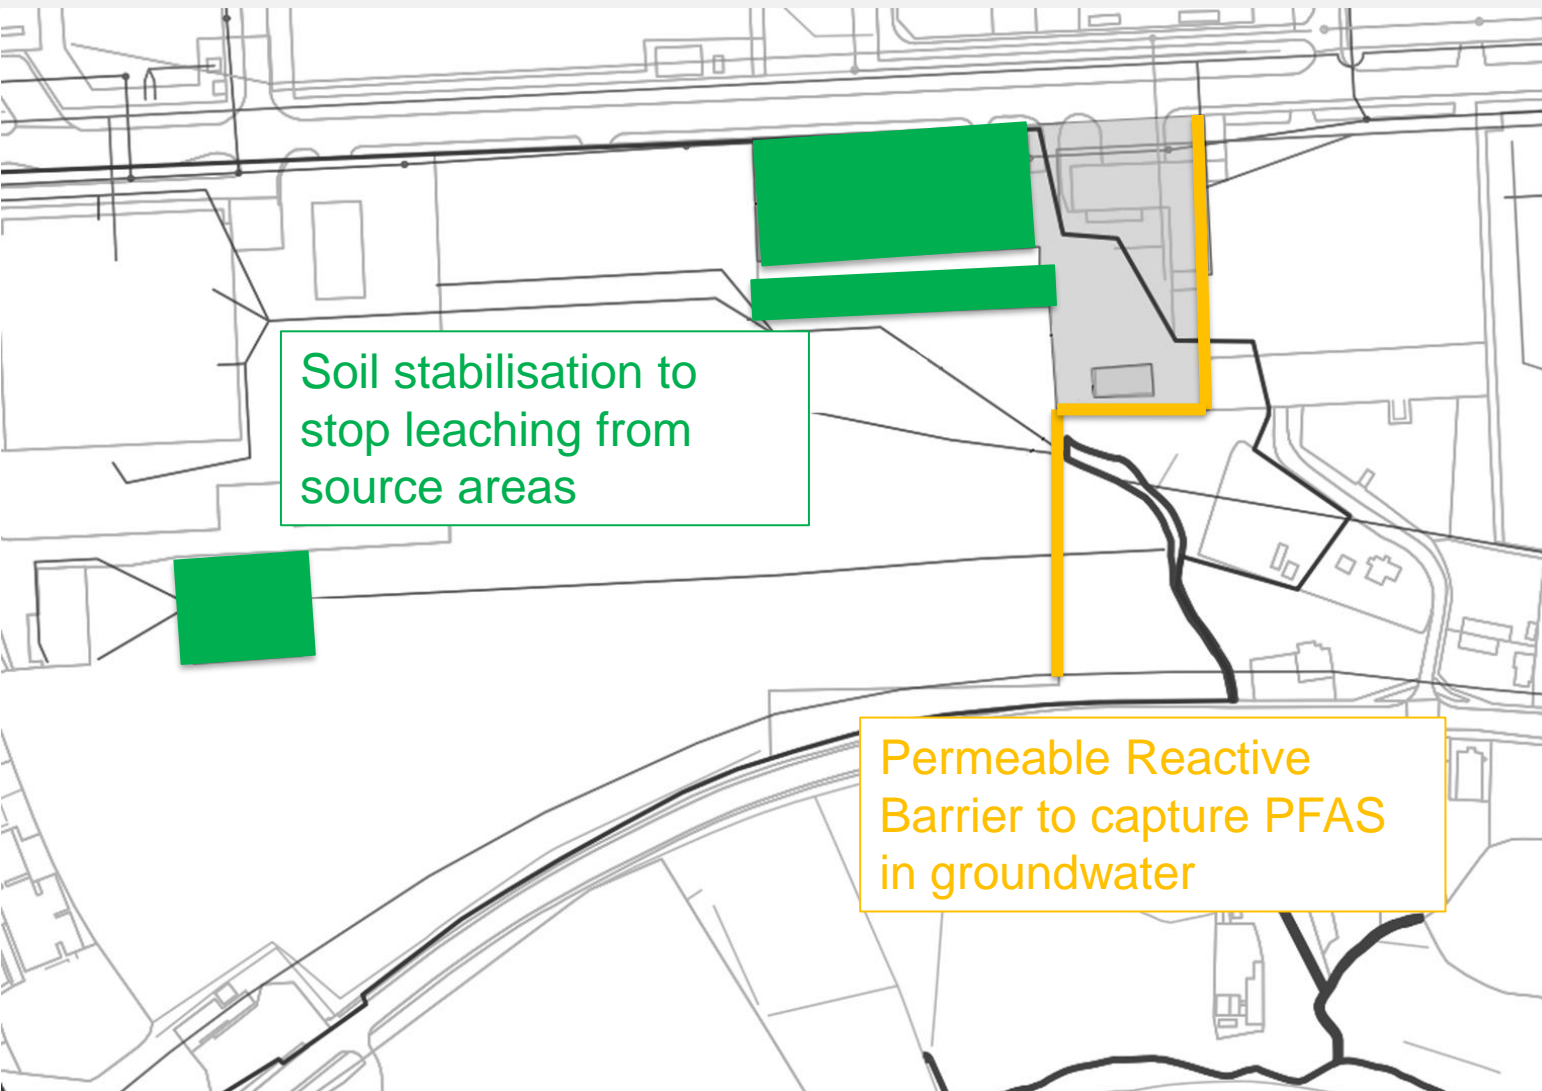 Soil stabilisation to
stop leaching from
source areas
Permeable Reactive
Barrier to capture PFAS
in groundwater